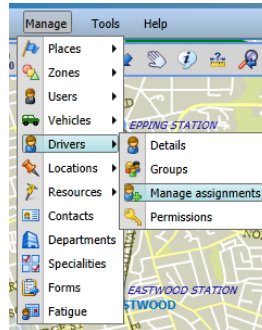 Manage Tools Help
Places
Zones
Users
Vehicles
EPPING STATION
Drivers
Details
Locations
Groups
Resources
Manage assignments
Contacts
Permissions
Departments
Specialities
Forms
EASTWOOD STATION
Fatigue
STWOOD